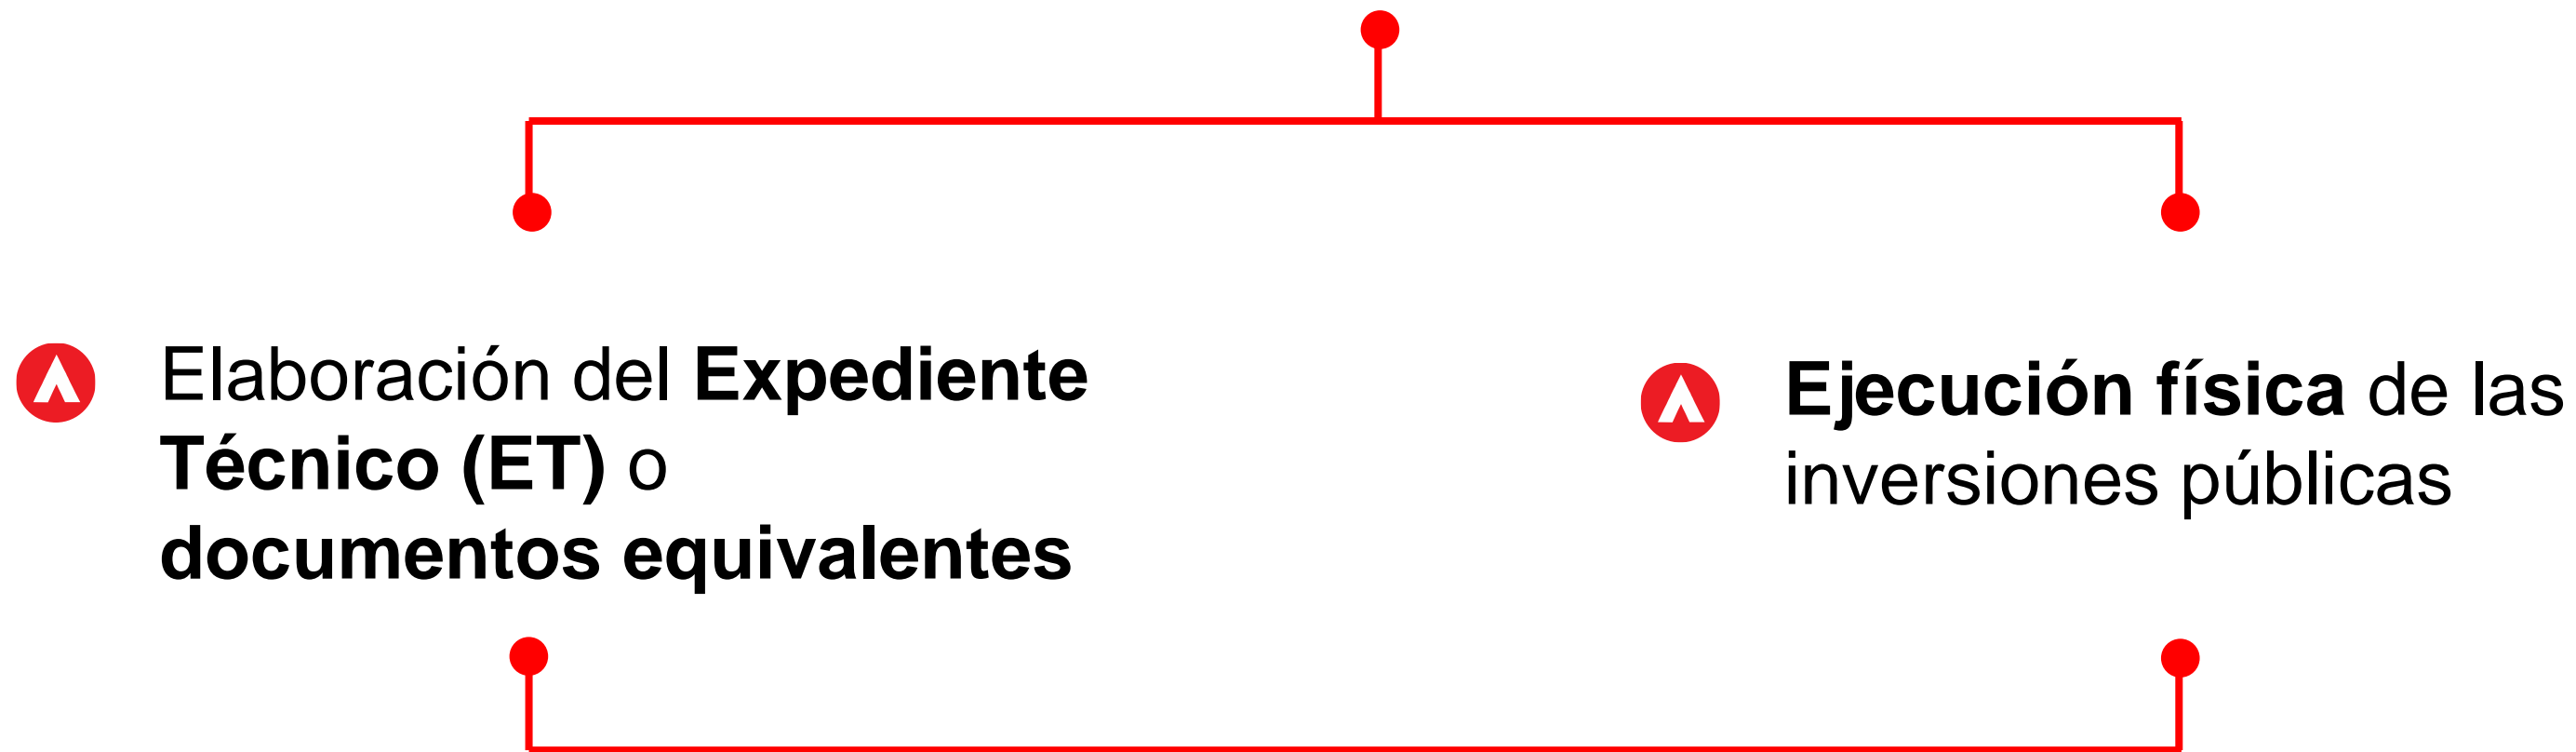 Elaboración del Expediente
Técnico (ET) o
documentos equivalentes
Ejecución física de las
inversiones públicas